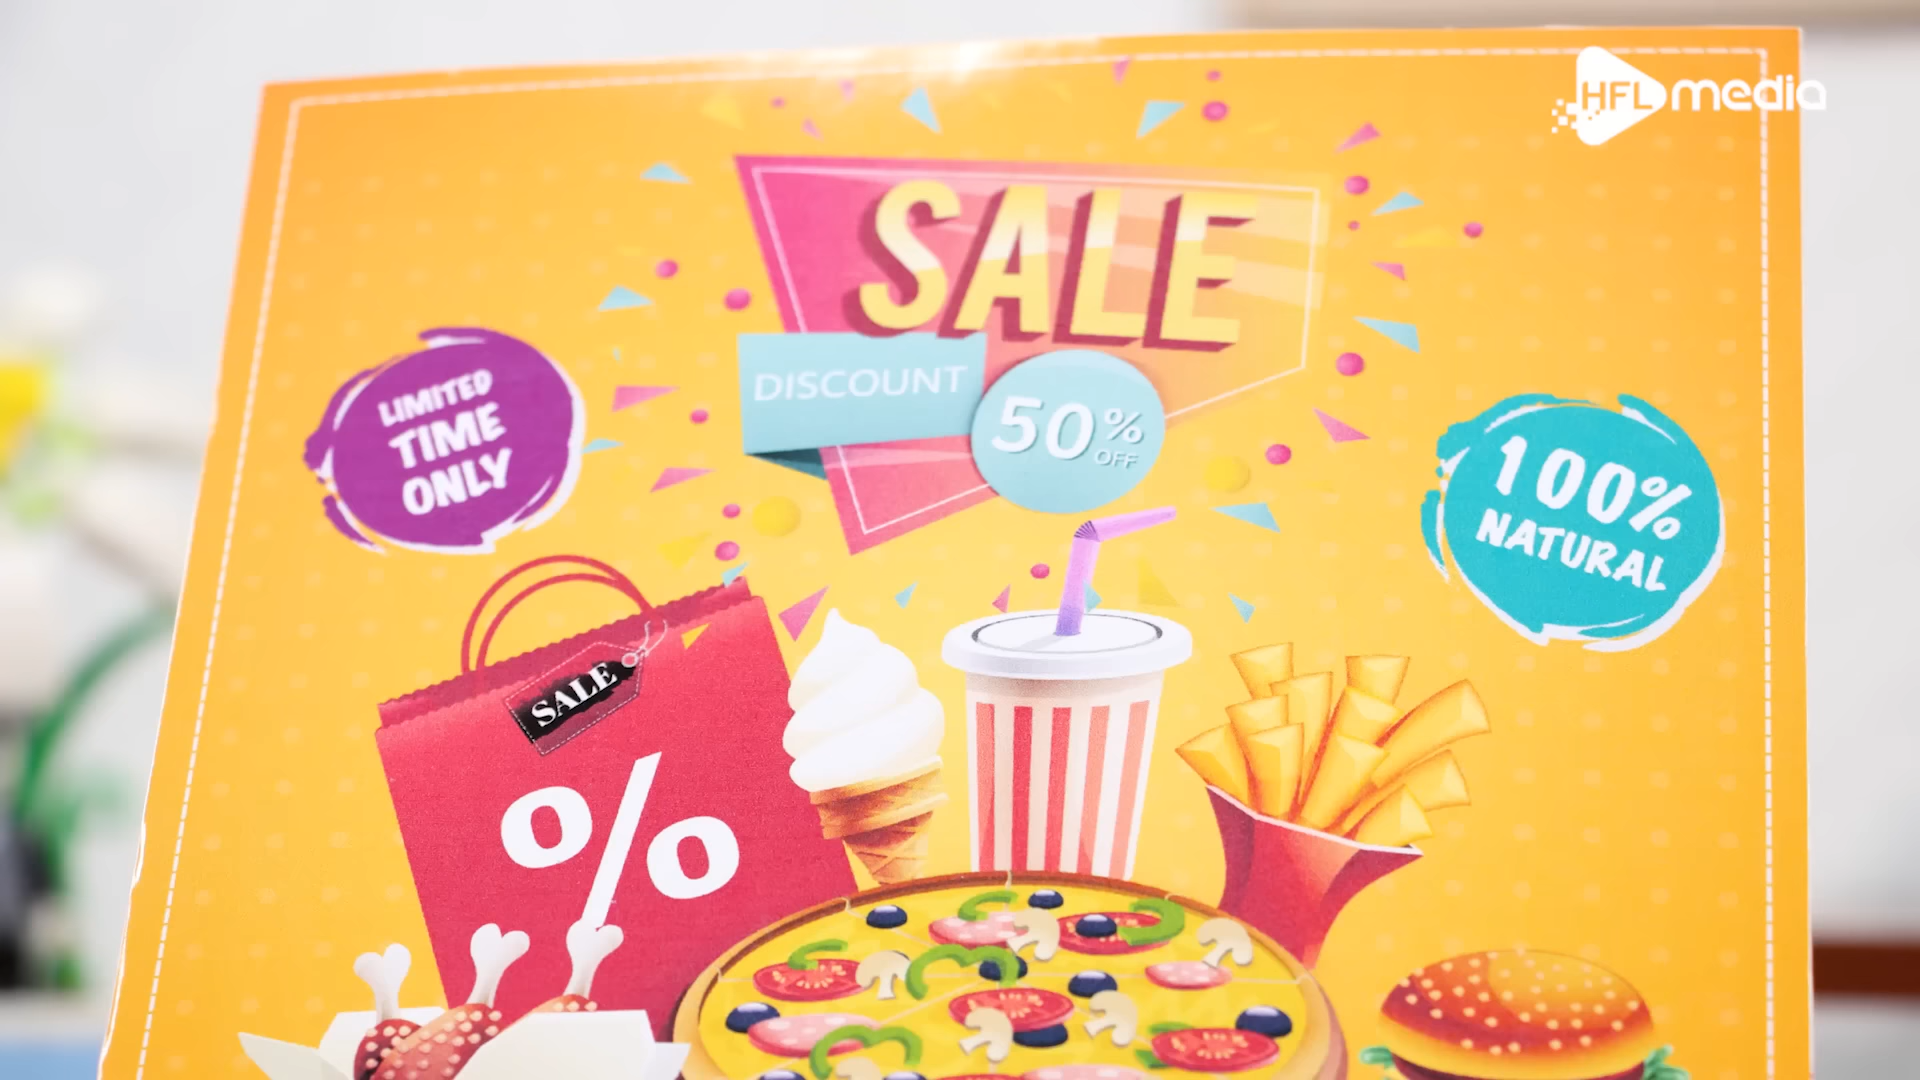 HFL media
SALE
DISCOUNT
50%
OFF
LIMITED
TIME
ONLY
100%
NATURAL
SALE
%